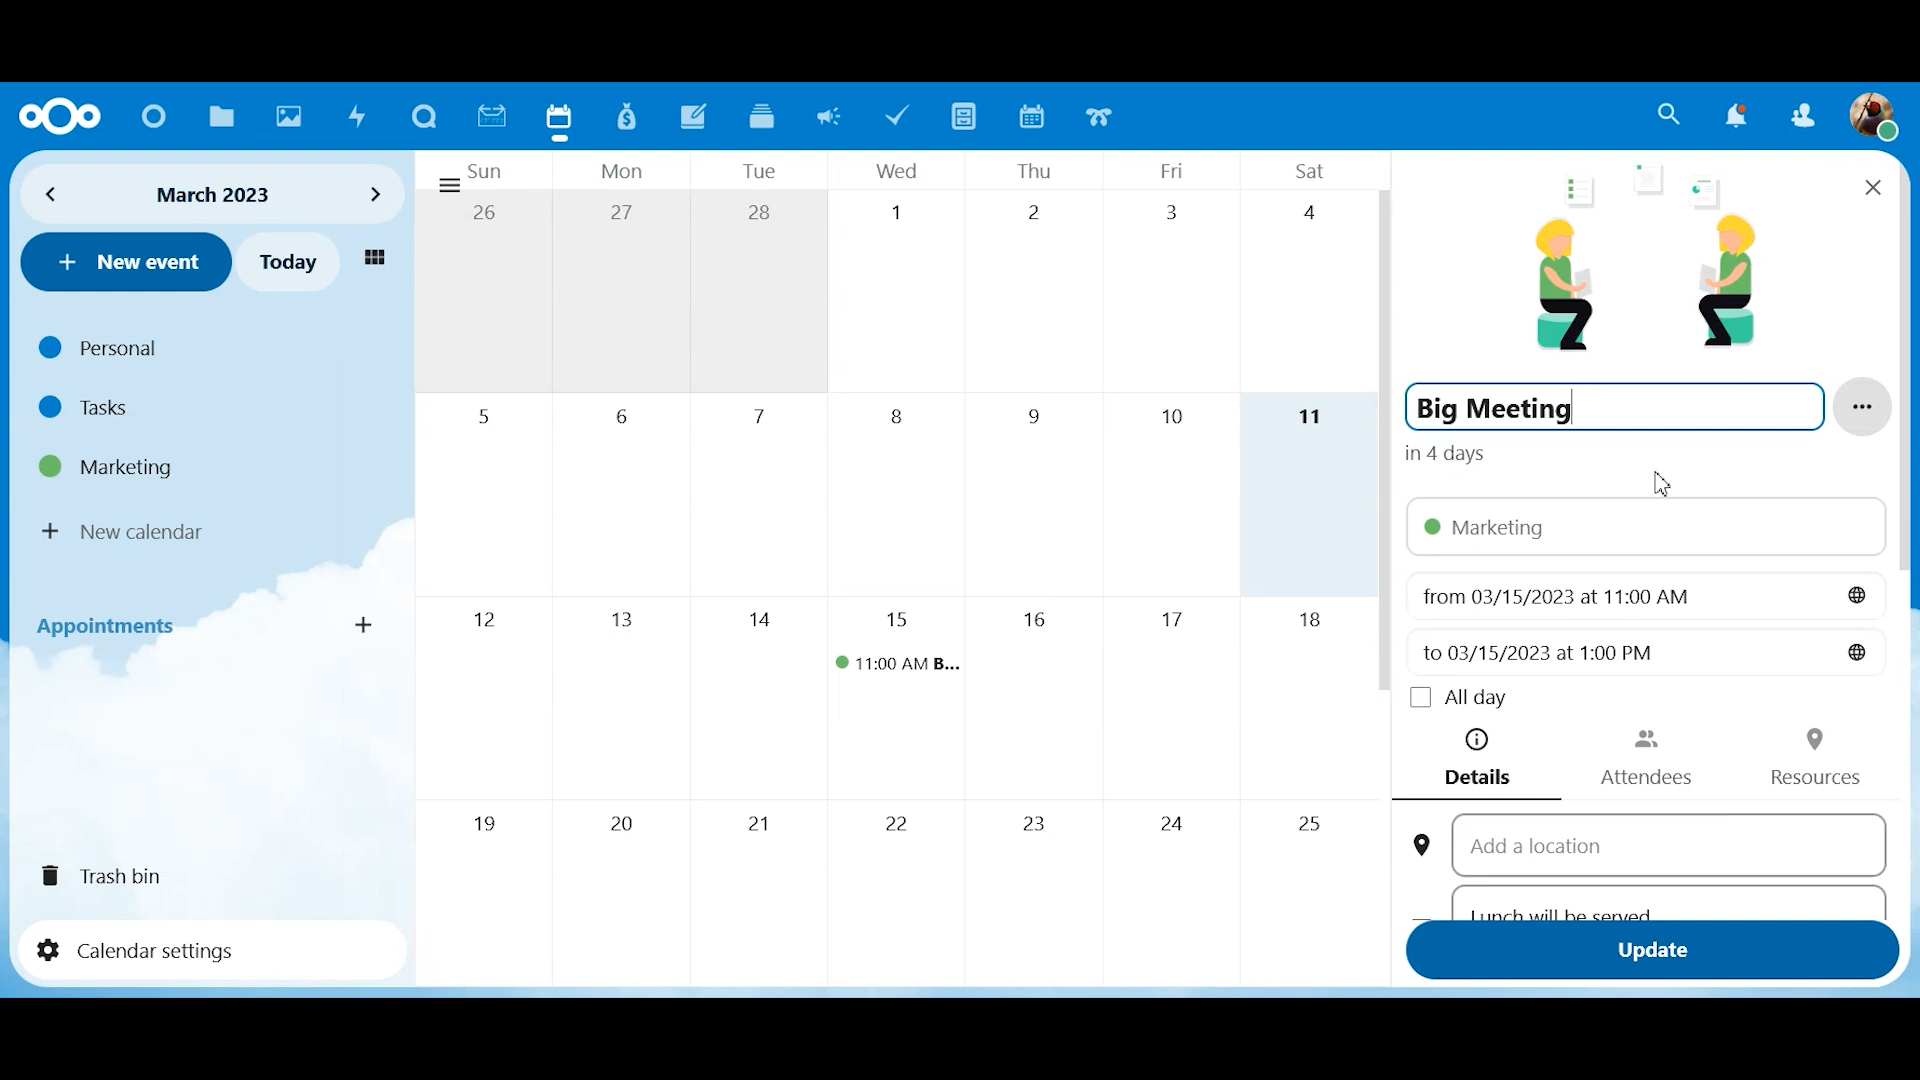 March 2023
+ New event
Today
Personal
Tasks
Marketing
+ New calendar
Appointments +
Trash bin
Calendar settings
Sun Mon Tue Wed Thu Fri Sat
26 27 28 1 2 3 4
5 6 7 8 9 10 11
12 13 14 15 16 17 18
11:00 AM B...
19 20 21 22 23 24 25
Big Meeting
in 4 days
Marketing
from 03/15/2023 at 11:00 AM
to 03/15/2023 at 1:00 PM
All day
Details Attendees Resources
Add a location
Lunch will be served
Update